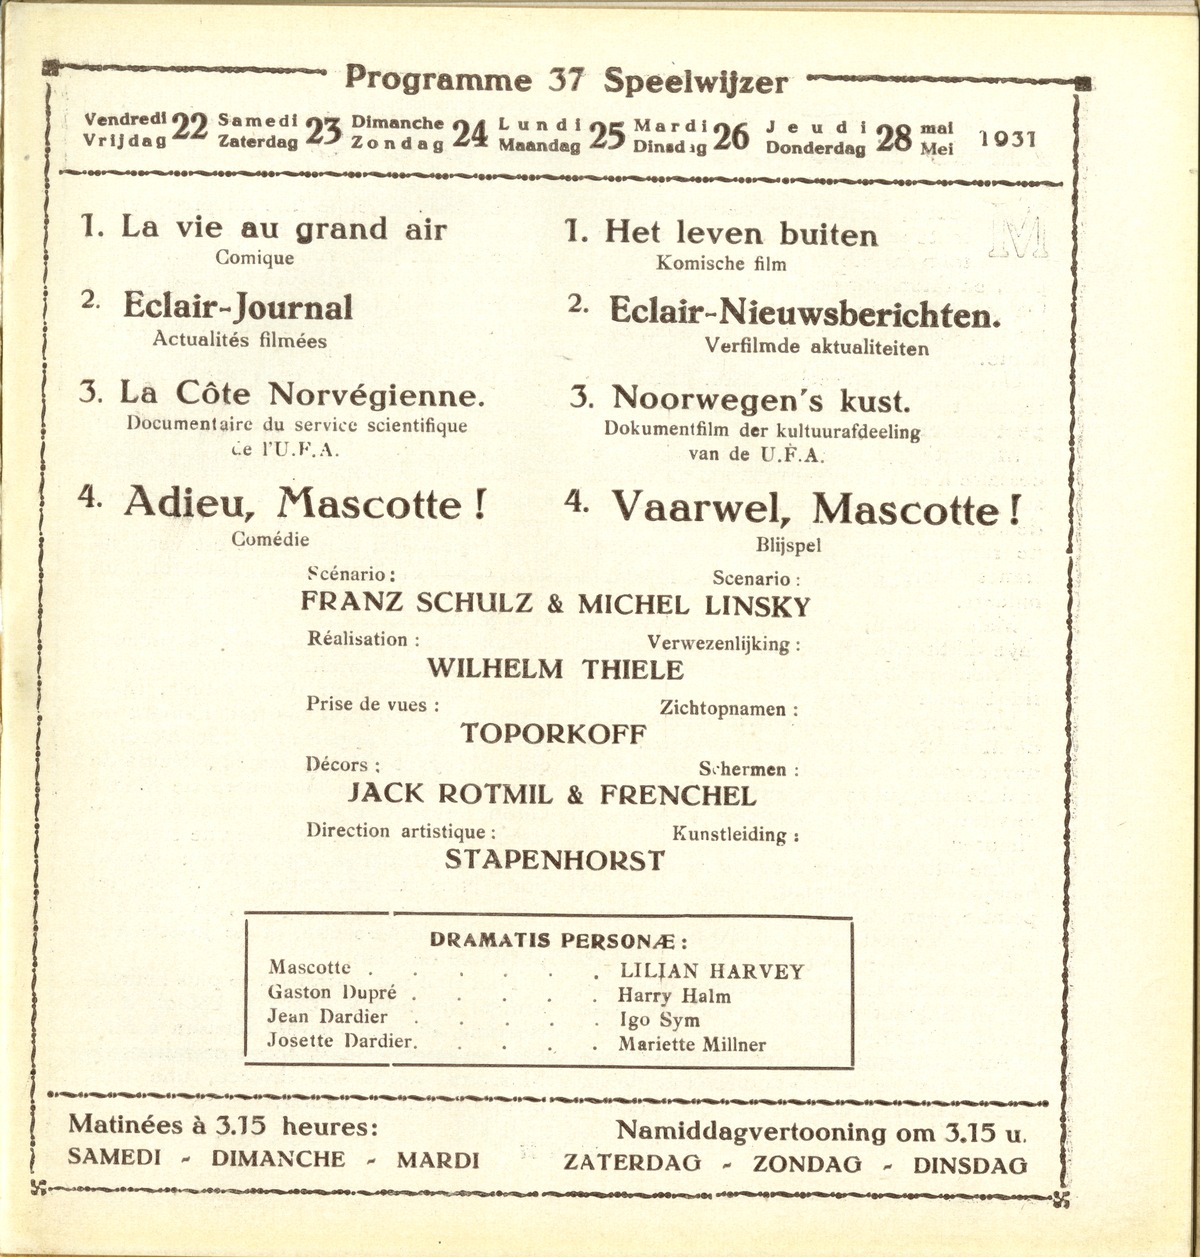 Programme 37 Speelwijzer
Vendredi 22 Samedi 23 Dimanche 24 Lundi 25 Mardi 26 Jeudi 28 mai 1931
Vrijdag Zaterdag Zondag Maandag Dinsdag Donderdag Mei
1. La vie au grand air
Comique
2. Eclair-Journal
Actualités filmées
3. La Côte Norvégienne.
Documentaire du service scientifique
de l'U.F.A.
4. Adieu, Mascotte !
Comédie
1. Het leven buiten
Komische film
2. Eclair-Nieuwsberichten.
Verfilmde aktualiteiten
3. Noorwegen's kust.
Dokumentfilm der kultuurafdeeling
van de U.F.A.
4. Vaarwel, Mascotte !
Blijspel
Scénario : Scenario :
FRANZ SCHULZ & MICHEL LINSKY
Réalisation : Verwezenlijking :
WILHELM THIELE
Prise de vues : Zichtopnamen :
TOPORKOFF
Décors : Schermen :
JACK ROTMIL & FRENCHEL
Direction artistique : Kunstleiding :
STAPENHORST
DRAMATIS PERSONÆ :
Mascotte . . . . . . LILIAN HARVEY
Gaston Dupré . . . . . Harry Halm
Jean Dardier . . . . . Igo Sym
Josette Dardier. . . . . Mariette Millner
Matinées à 3.15 heures:
SAMEDI - DIMANCHE - MARDI
Namiddagvertooning om 3.15 u.
ZATERDAG - ZONDAG - DINSDAG